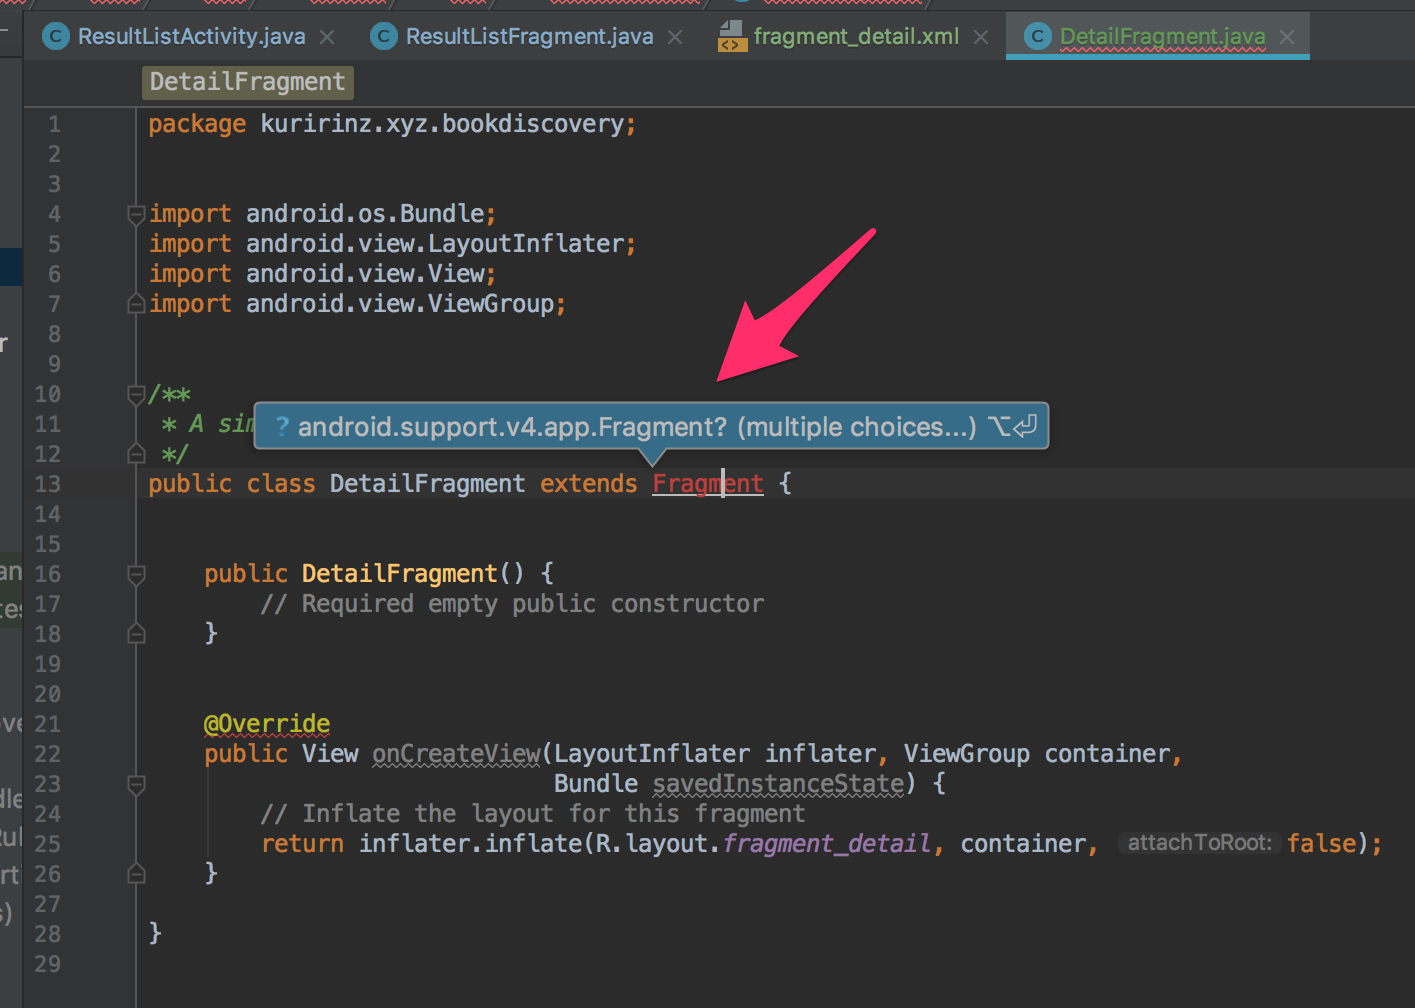 ResultListActivity.java ResultListFragment.java fragment_detail.xml DetailFragment.java
DetailFragment
1 package kuririnz.xyz.bookdiscovery;
2
3
4 import android.os.Bundle;
5 import android.view.LayoutInflater;
6 import android.view.View;
7 import android.view.ViewGroup;
8
9
10 /**
11 * A sim
? android.support.v4.app.Fragment? (multiple choices...) ⌥⏎
12 */
13 public class DetailFragment extends Fragment {
14
15
16 public DetailFragment() {
17 // Required empty public constructor
18 }
19
20
21 @Override
22 public View onCreateView(LayoutInflater inflater, ViewGroup container,
23 Bundle savedInstanceState) {
24 // Inflate the layout for this fragment
25 return inflater.inflate(R.layout.fragment_detail, container, attachToRoot: false);
26 }
27
28 }
29